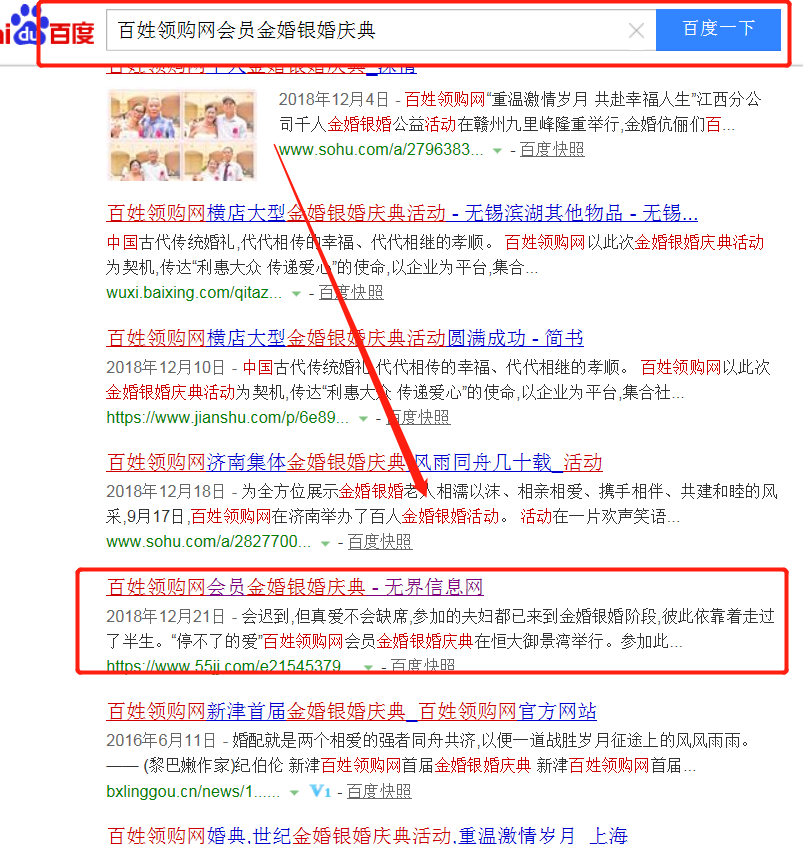 百度
百姓领购网会员金婚银婚庆典
百度一下
2018年12月4日 - 百姓领购网“重温激情岁月 共赴幸福人生”江西分公
司千人金婚银婚公益活动在赣州九里峰隆重举行,金婚伉俪们百...
www.sohu.com/a/2796383... - 百度快照
百姓领购网横店大型金婚银婚庆典活动 - 无锡滨湖其他物品 - 无锡...
中国古代传统婚礼,代代相传的幸福、代代相继的孝顺。 百姓领购网以此次金婚银婚庆典活动
为契机,传达“利惠大众 传递爱心”的使命,以企业为平台,集合...
wuxi.baixing.com/qitaz... - 百度快照
百姓领购网横店大型金婚银婚庆典活动圆满成功 - 简书
2018年12月10日 - 中国古代传统婚礼,代代相传的幸福、代代相继的孝顺。 百姓领购网以此次
金婚银婚庆典活动为契机,传达“利惠大众 传递爱心”的使命,以企业为平台,集合社...
https://www.jianshu.com/p/6e89... - 百度快照
百姓领购网济南集体金婚银婚庆典 风雨同舟几十载_活动
2018年12月18日 - 为全方位展示金婚银婚老人相濡以沫、相亲相爱、携手相伴、共建和睦的风
采,9月17日,百姓领购网在济南举办了百人金婚银婚活动。 活动在一片欢声笑语...
www.sohu.com/a/2827700... - 百度快照
百姓领购网会员金婚银婚庆典 - 无界信息网
2018年12月21日 - 会迟到,但真爱不会缺席,参加的夫妇都已来到金婚银婚阶段,彼此依靠着走过
了半生。“停不了的爱”百姓领购网会员金婚银婚庆典在恒大御景湾举行。参加此...
https://www.55jj.com/e21545379... - 百度快照
百姓领购网新津首届金婚银婚庆典_百姓领购网官方网站
2016年6月11日 - 婚配就是两个相爱的强者同舟共济,以便一道战胜岁月征途上的风风雨雨。
—— (黎巴嫩作家)纪伯伦 新津百姓领购网首届金婚银婚庆典 新津百姓领购网首届...
bxlinggou.cn/news/1...... V1 - 百度快照
百姓领购网婚典,世纪金婚银婚庆典活动,重温激情岁月_上海